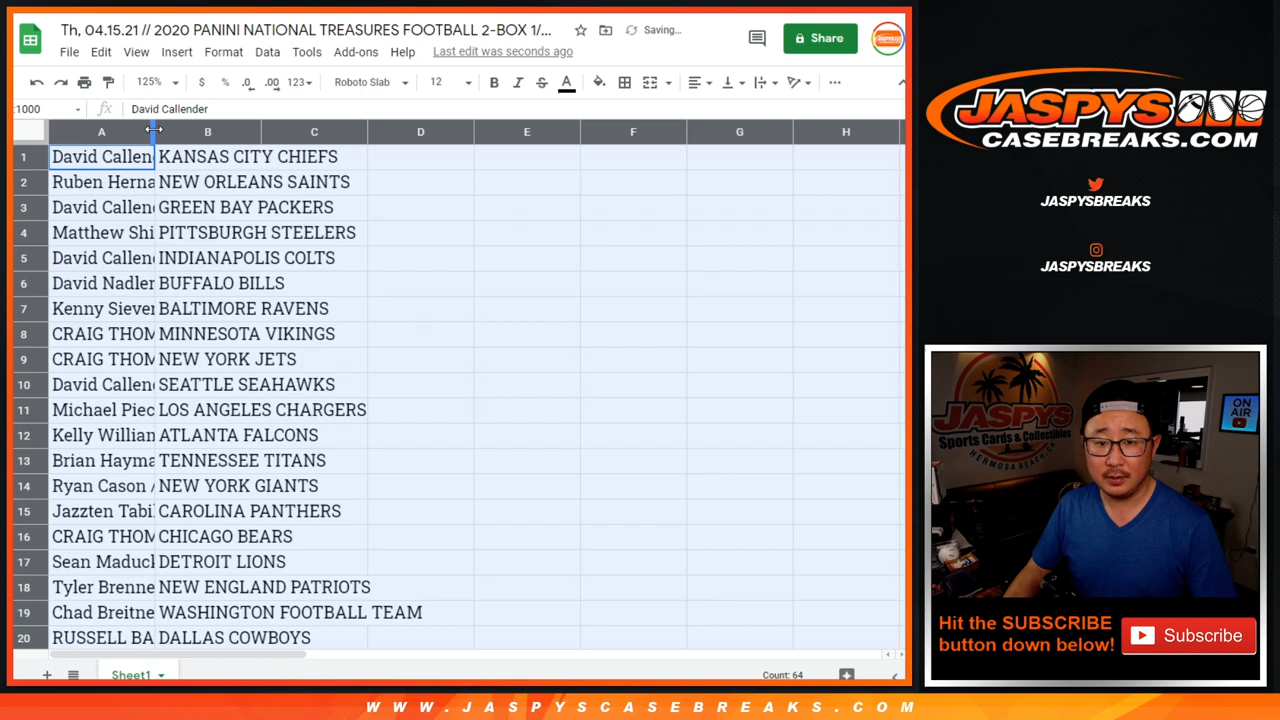 Th, 04.15.21 // 2020 PANINI NATIONAL TREASURES FOOTBALL 2-BOX 1/...
Saving...
Share
File Edit View Insert Format Data Tools Add-ons Help Last edit was seconds ago
125% $ % .0 .00 123 Roboto Slab 12 B I S A
:1000 fx David Callender
A B C D E F G H
1 David Callend KANSAS CITY CHIEFS
2 Ruben Herna NEW ORLEANS SAINTS
3 David Callend GREEN BAY PACKERS
4 Matthew Shi PITTSBURGH STEELERS
5 David Callend INDIANAPOLIS COLTS
6 David Nadler BUFFALO BILLS
7 Kenny Siever BALTIMORE RAVENS
8 CRAIG THOM MINNESOTA VIKINGS
9 CRAIG THOM NEW YORK JETS
10 David Callend SEATTLE SEAHAWKS
11 Michael Piec LOS ANGELES CHARGERS
12 Kelly William ATLANTA FALCONS
13 Brian Hayma TENNESSEE TITANS
14 Ryan Cason / NEW YORK GIANTS
15 Jazzten Tabi CAROLINA PANTHERS
16 CRAIG THOM CHICAGO BEARS
17 Sean Maduck DETROIT LIONS
18 Tyler Brenne NEW ENGLAND PATRIOTS
19 Chad Breitne WASHINGTON FOOTBALL TEAM
20 RUSSELL BA DALLAS COWBOYS
Sheet1
Count: 64
JASPYS
CASEBREAKS.COM
JASPYSBREAKS
JASPYSBREAKS
JASPYS
Sports Cards & Collectibles
HERMOSA BEACH, CA
ON
AIR
Hit the SUBSCRIBE
button down below!
Subscribe
WWW.JASPYSCASEBREAKS.COM